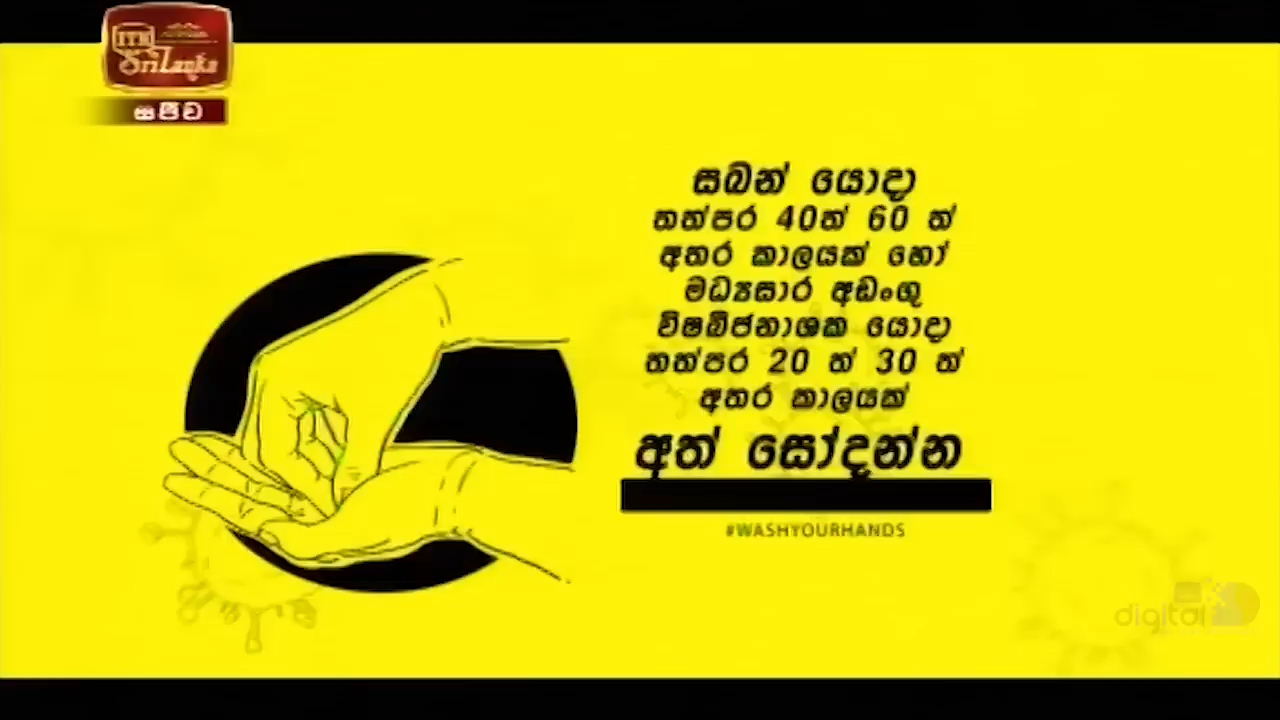 ITN
Sri Lanka
සජීව
සබන් යොදා
තත්පර 40ත් 60 ත්
අතර කාලයක් හෝ
මධ්‍යසාර අඩංගු
විෂබීජනාශක යොදා
තත්පර 20 ත් 30 ත්
අතර කාලයක්
අත් සෝදන්න
#WASHYOURHANDS
digital